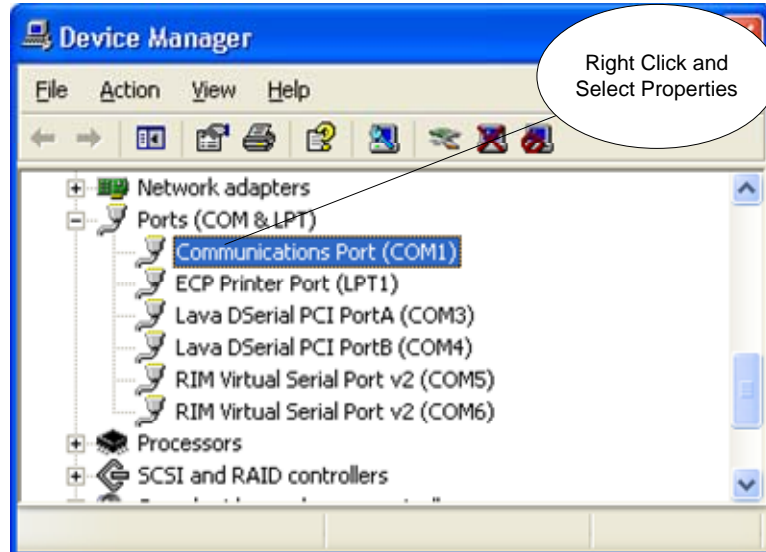 Device Manager
Right Click and
Select Properties
File Action View Help
Network adapters
Ports (COM & LPT)
Communications Port (COM1)
ECP Printer Port (LPT1)
Lava DSerial PCI PortA (COM3)
Lava DSerial PCI PortB (COM4)
RIM Virtual Serial Port v2 (COM5)
RIM Virtual Serial Port v2 (COM6)
Processors
SCSI and RAID controllers